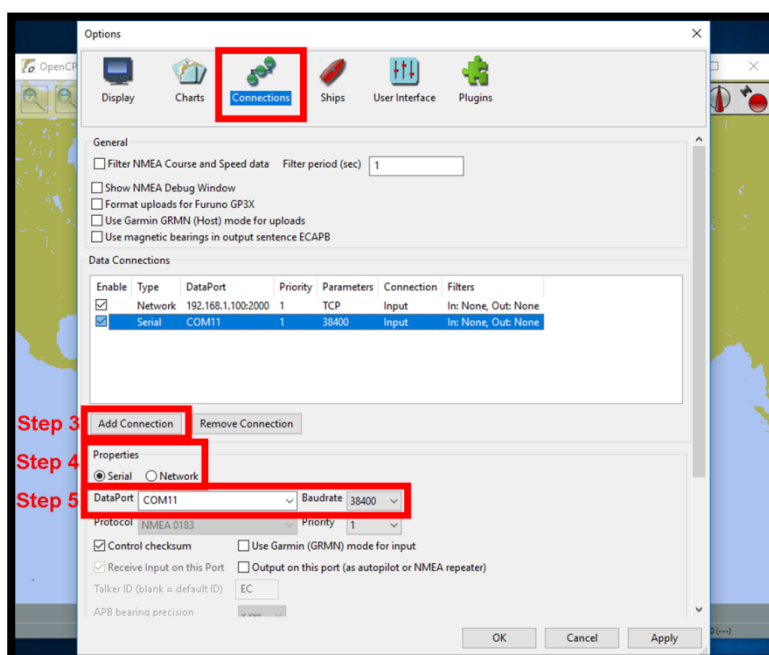 Options
OpenCP
Display Charts Connections Ships User Interface Plugins
General
Filter NMEA Course and Speed data Filter period (sec) 1
Show NMEA Debug Window
Format uploads for Furuno GP3X
Use Garmin GRMN (Host) mode for uploads
Use magnetic bearings in output sentence ECAPB
Data Connections
Enable Type DataPort Priority Parameters Connection Filters
Network 192.168.1.100:2000 1 TCP Input In: None, Out: None
Serial COM11 1 38400 Input In: None, Out: None
Step 3 Add Connection Remove Connection
Properties
Step 4
Serial Network
Step 5 DataPort COM11 Baudrate 38400
Protocol NMEA 0183 Priority 1
Control checksum Use Garmin (GRMN) mode for input
Receive Input on this Port Output on this port (as autopilot or NMEA repeater)
Talker ID (blank = default ID) EC
APB bearing precision
OK Cancel Apply